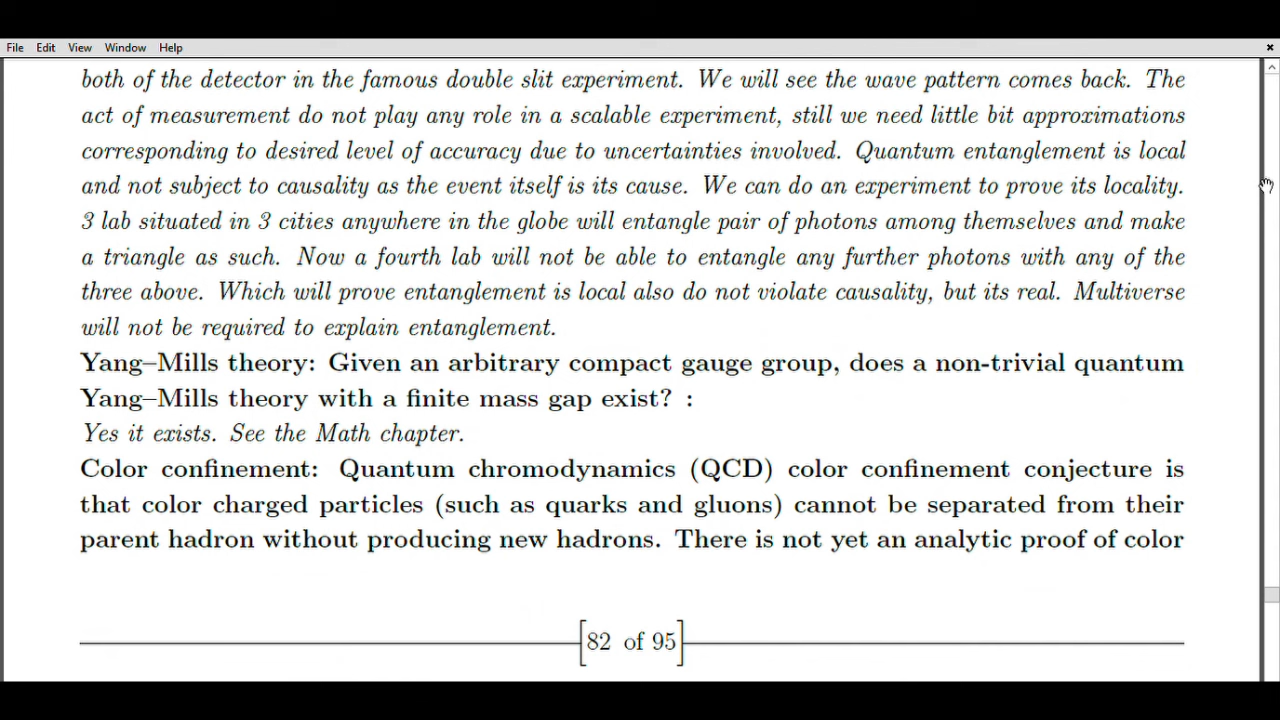 File Edit View Window Help
both of the detector in the famous double slit experiment. We will see the wave pattern comes back. The
act of measurement do not play any role in a scalable experiment, still we need little bit approximations
corresponding to desired level of accuracy due to uncertainties involved. Quantum entanglement is local
and not subject to causality as the event itself is its cause. We can do an experiment to prove its locality.
3 lab situated in 3 cities anywhere in the globe will entangle pair of photons among themselves and make
a triangle as such. Now a fourth lab will not be able to entangle any further photons with any of the
three above. Which will prove entanglement is local also do not violate causality, but its real. Multiverse
will not be required to explain entanglement.
Yang–Mills theory: Given an arbitrary compact gauge group, does a non-trivial quantum
Yang–Mills theory with a finite mass gap exist? :
Yes it exists. See the Math chapter.
Color confinement: Quantum chromodynamics (QCD) color confinement conjecture is
that color charged particles (such as quarks and gluons) cannot be separated from their
parent hadron without producing new hadrons. There is not yet an analytic proof of color
82 of 95